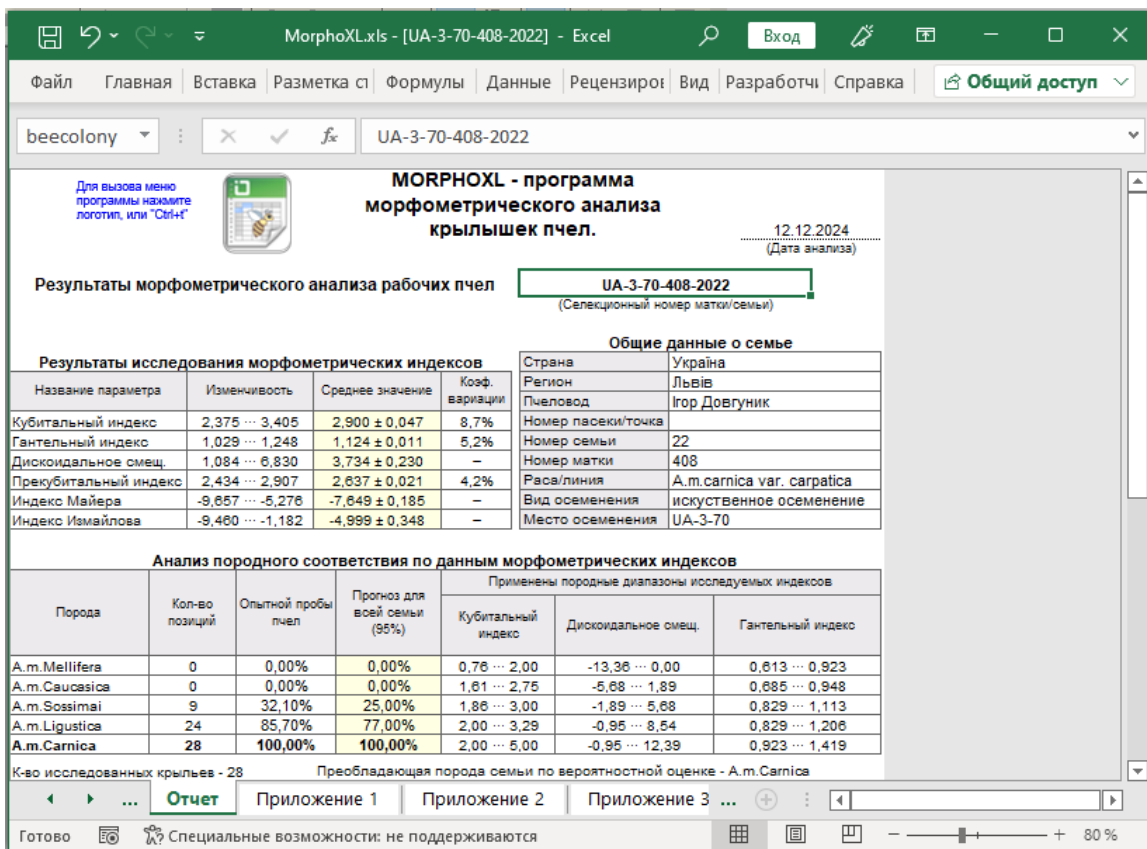 MorphoXL.xls - [UA-3-70-408-2022] - Excel
Вход
Файл Главная Вставка Разметка ст Формулы Данные Рецензиров Вид Разработчи Справка Общий доступ
beecolony fx UA-3-70-408-2022
Для вызова меню
программы нажмите
логотип, или "Ctrl+t"
MORPHOXL - программа
морфометрического анализа
крылышек пчел.
12.12.2024
(Дата анализа)
Результаты морфометрического анализа рабочих пчел UA-3-70-408-2022
(Селекционный номер матки/семьи)
Результаты исследования морфометрических индексов
Название параметра Изменчивость Среднее значение Коэф. вариации
Кубитальный индекс 2,375 ··· 3,405 2,900 ± 0,047 8,7%
Гантельный индекс 1,029 ··· 1,248 1,124 ± 0,011 5,2%
Дискоидальное смещ. 1,084 ··· 6,830 3,734 ± 0,230 –
Прекубитальный индекс 2,434 ··· 2,907 2,637 ± 0,021 4,2%
Индекс Майера -9,657 ··· -5,276 -7,649 ± 0,185 –
Индекс Измайлова -9,460 ··· -1,182 -4,999 ± 0,348 –
Общие данные о семье
Страна Україна
Регион Львів
Пчеловод Ігор Довгуник
Номер пасеки/точка
Номер семьи 22
Номер матки 408
Раса/линия A.m.carnica var. carpatica
Вид осеменения искуственное осеменение
Место осеменения UA-3-70
Анализ породного соответствия по данным морфометрических индексов
Порода Кол-во позиций Опытной пробы пчел Прогноз для всей семьи (95%) Применены породные диапазоны исследуемых индексов
Кубитальный индекс Дискоидальное смещ. Гантельный индекс
A.m.Mellifera 0 0,00% 0,00% 0,76 ··· 2,00 -13,36 ··· 0,00 0,613 ··· 0,923
A.m.Caucasica 0 0,00% 0,00% 1,61 ··· 2,75 -5,68 ··· 1,89 0,685 ··· 0,948
A.m.Sossimai 9 32,10% 25,00% 1,86 ··· 3,00 -1,89 ··· 5,68 0,829 ··· 1,113
A.m.Ligustica 24 85,70% 77,00% 2,00 ··· 3,29 -0,95 ··· 8,54 0,829 ··· 1,206
A.m.Carnica 28 100,00% 100,00% 2,00 ··· 5,00 -0,95 ··· 12,39 0,923 ··· 1,419
К-во исследованных крыльев - 28 Преобладающая порода семьи по вероятностной оценке - A.m.Carnica
... Отчет Приложение 1 Приложение 2 Приложение 3 ...
Готово Специальные возможности: не поддерживаются 80 %